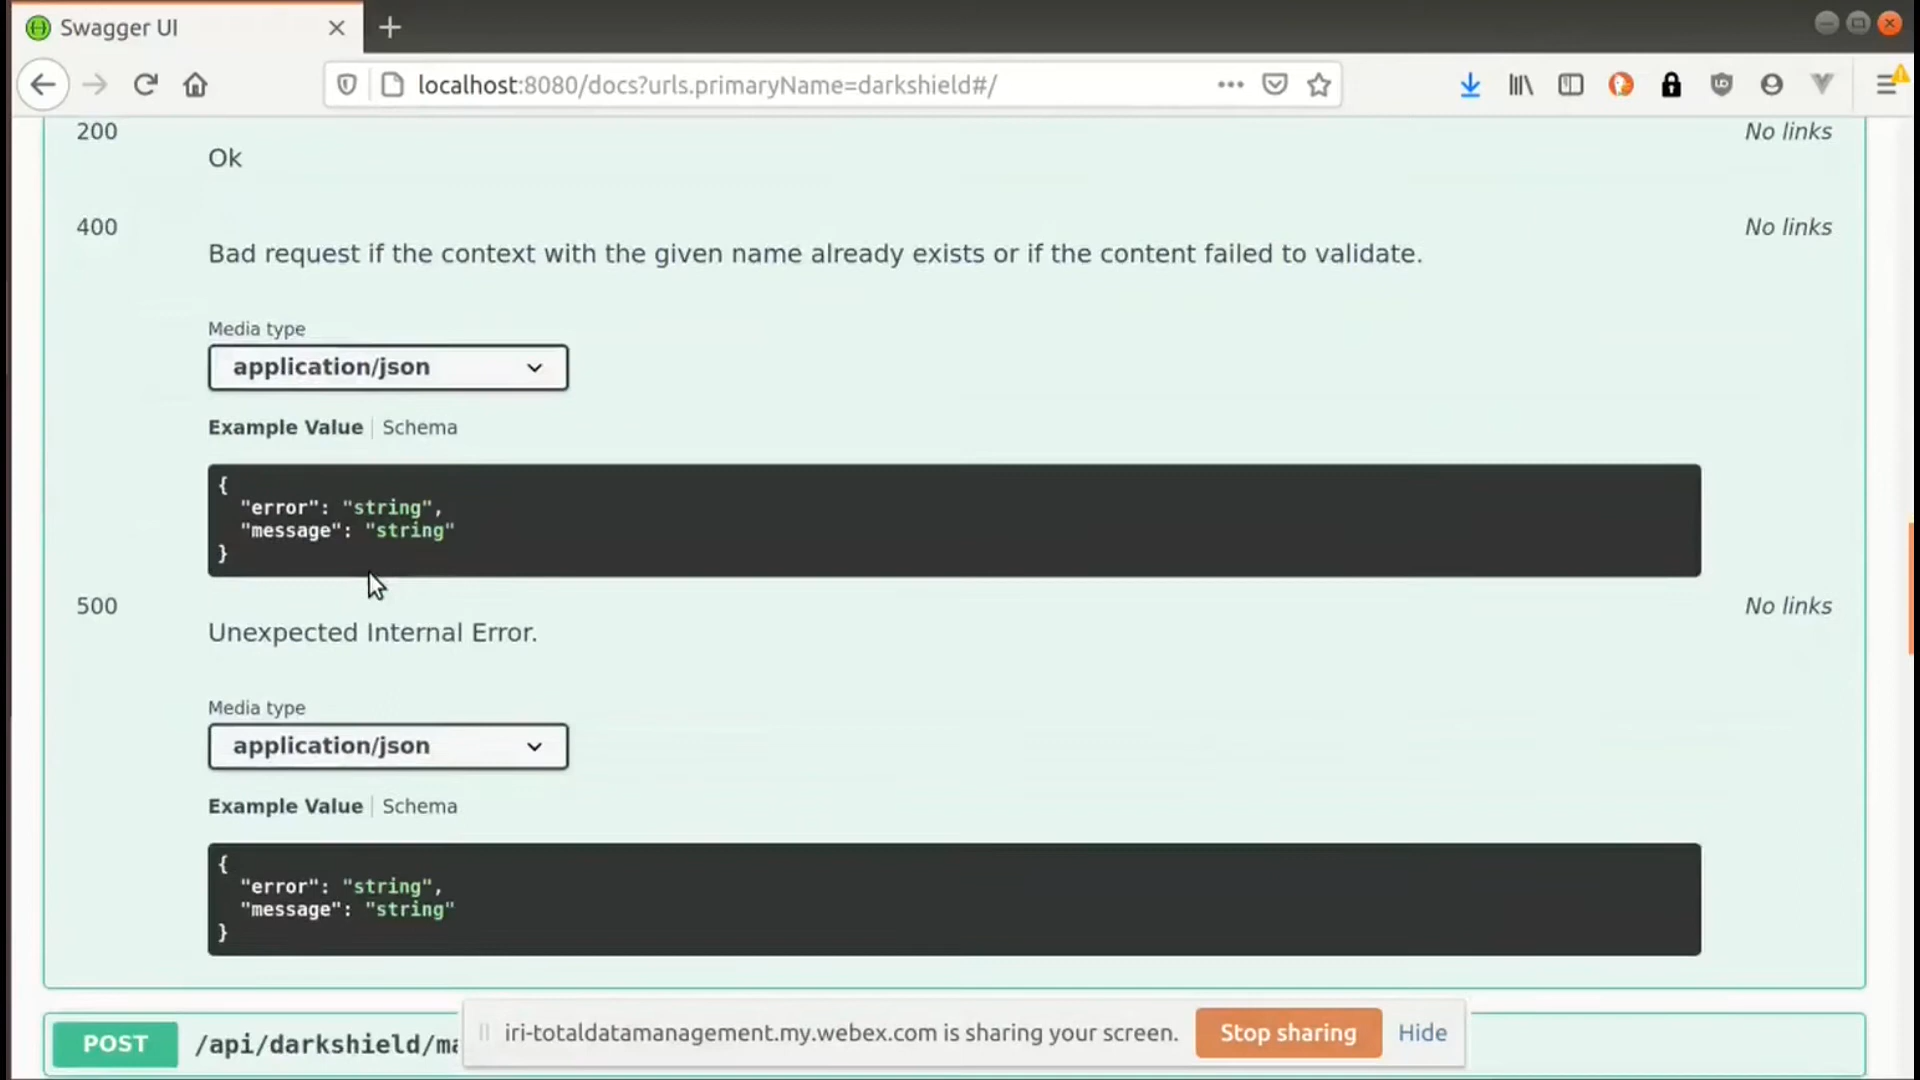 Swagger UI
localhost:8080/docs?urls.primaryName=darkshield#/
200
Ok
No links
400
Bad request if the context with the given name already exists or if the content failed to validate.
No links
Media type
application/json
Example Value | Schema
{
"error": "string",
"message": "string"
}
500
Unexpected Internal Error.
No links
Media type
application/json
Example Value | Schema
{
"error": "string",
"message": "string"
}
POST /api/darkshield/ma
iri-totaldatamanagement.my.webex.com is sharing your screen. Stop sharing Hide